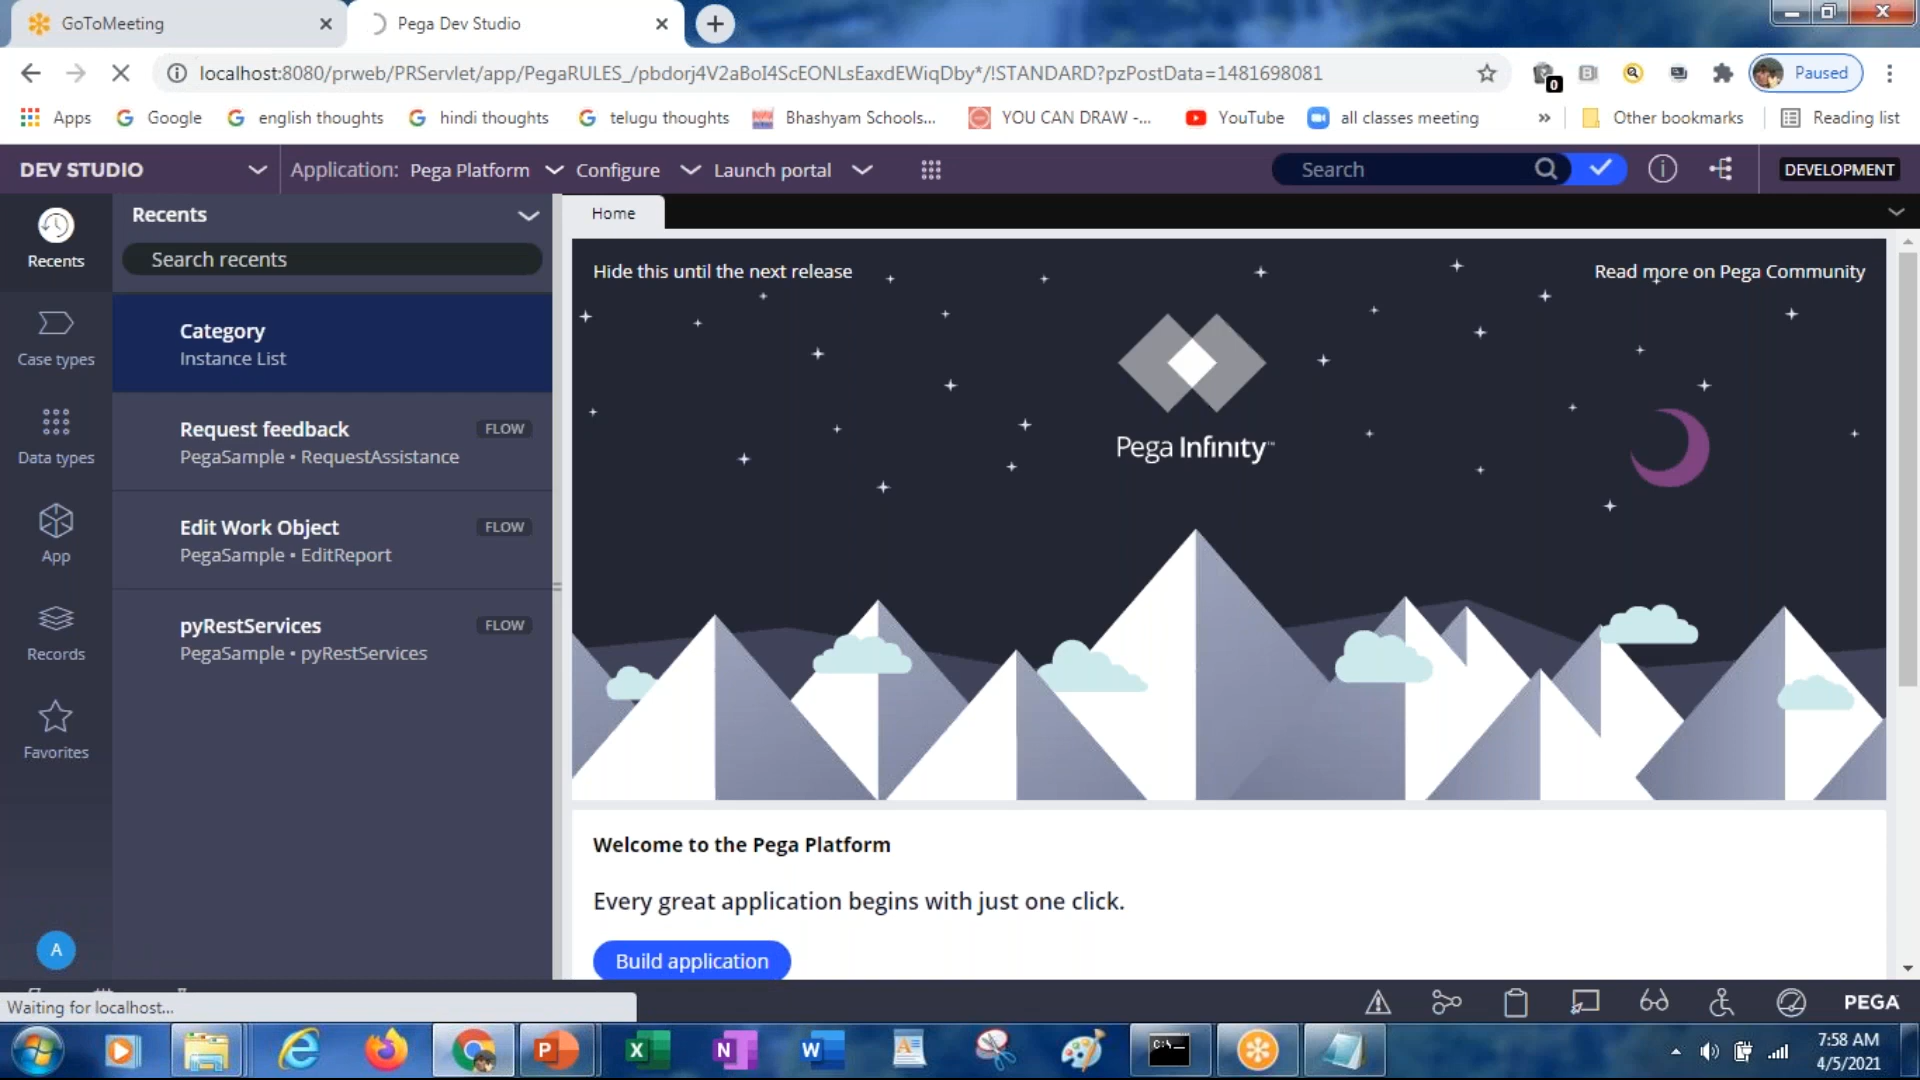 GoToMeeting
Pega Dev Studio
localhost:8080/prweb/PRServlet/app/PegaRULES_/pbdorj4V2aBoI4ScEONLsEaxdEWiqDby*/!STANDARD?pzPostData=1481698081
0
Paused
Apps
Google
english thoughts
hindi thoughts
telugu thoughts
Bhashyam Schools...
YOU CAN DRAW -...
YouTube
all classes meeting
»
Other bookmarks
Reading list
DEV STUDIO
Application: Pega Platform
Configure
Launch portal
Search
DEVELOPMENT
Recents
Recents
Search recents
Home
Hide this until the next release
Read more on Pega Community
Pega Infinity™
Category
Instance List
Case types
Request feedback
FLOW
PegaSample • RequestAssistance
Data types
Edit Work Object
FLOW
PegaSample • EditReport
App
pyRestServices
FLOW
PegaSample • pyRestServices
Records
Favorites
Welcome to the Pega Platform
Every great application begins with just one click.
Build application
A
Waiting for localhost...
PEGA
7:58 AM
4/5/2021